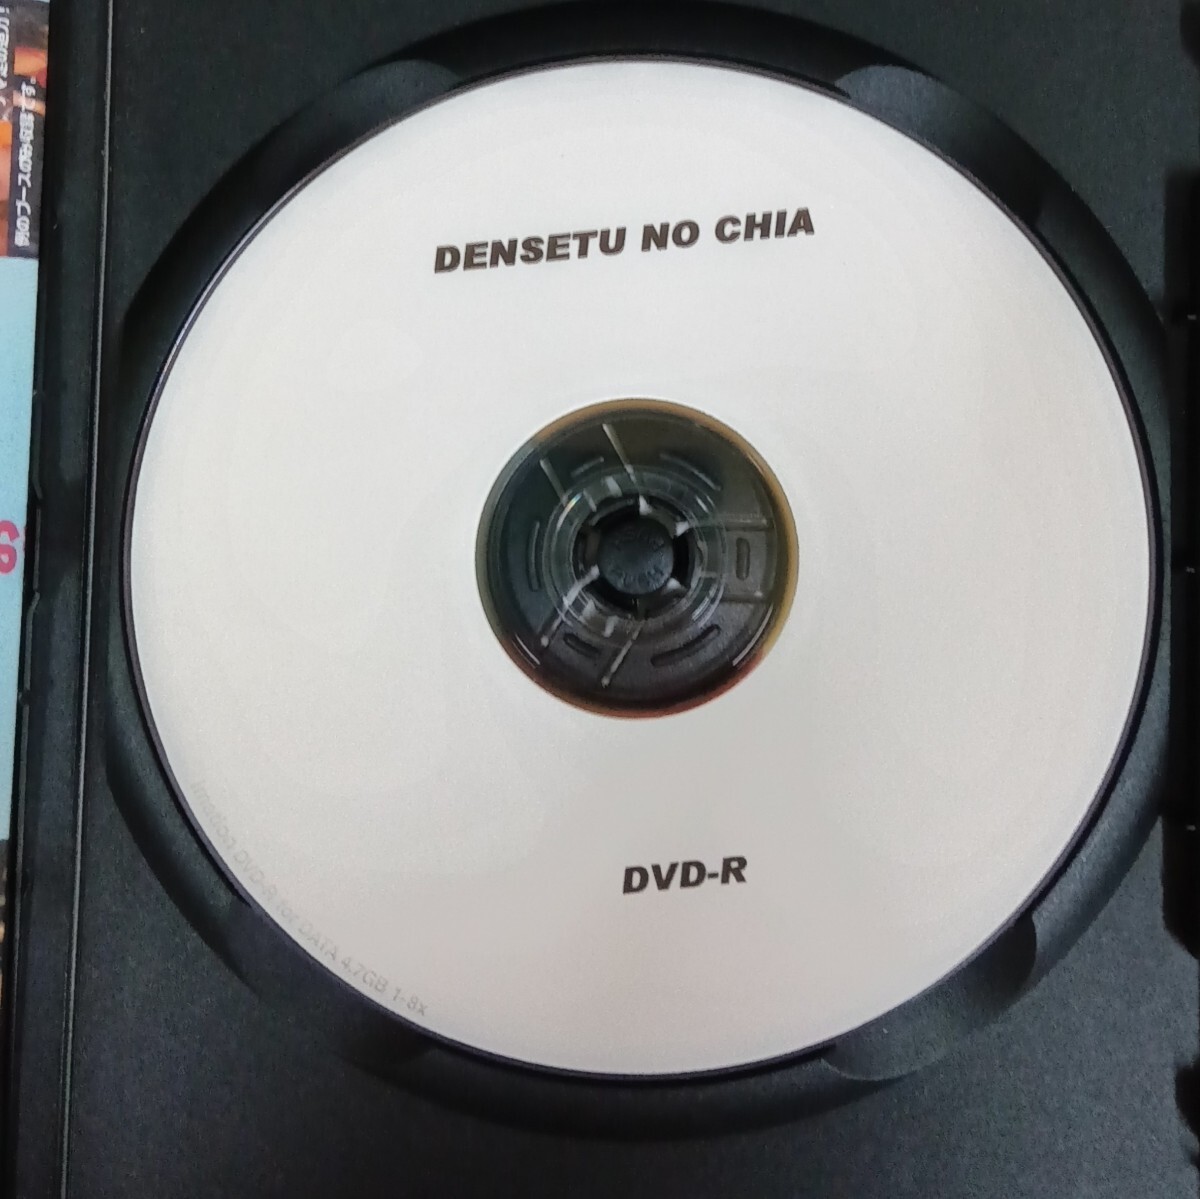 DENSETU NO CHIA
DVD-R
Imation DVD-R for DATA 4.7GB 1-8x